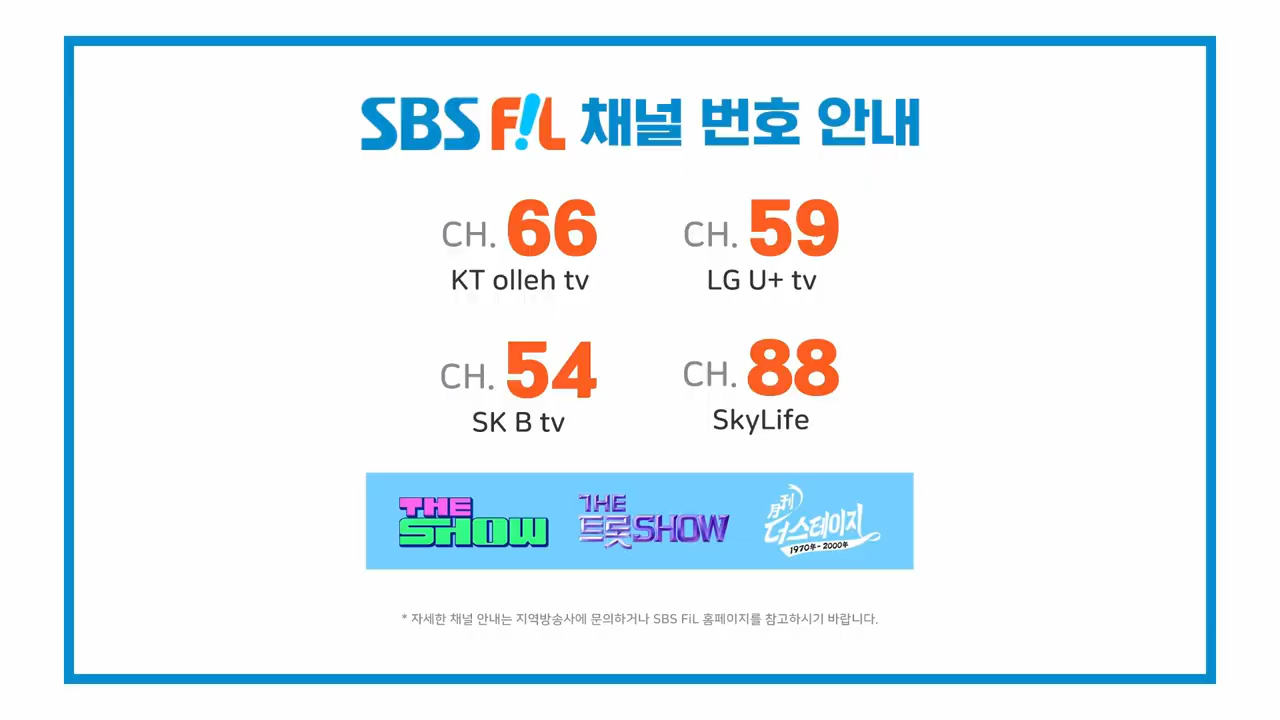 SBS F!L 채널 번호 안내
CH. 66
KT olleh tv
CH. 59
LG U+ tv
CH. 54
SK B tv
CH. 88
SkyLife
THE SHOW
THE 트롯SHOW
月刊 더스테이지
1970年-2000年
* 자세한 채널 안내는 지역방송사에 문의하거나 SBS FiL 홈페이지를 참고하시기 바랍니다.